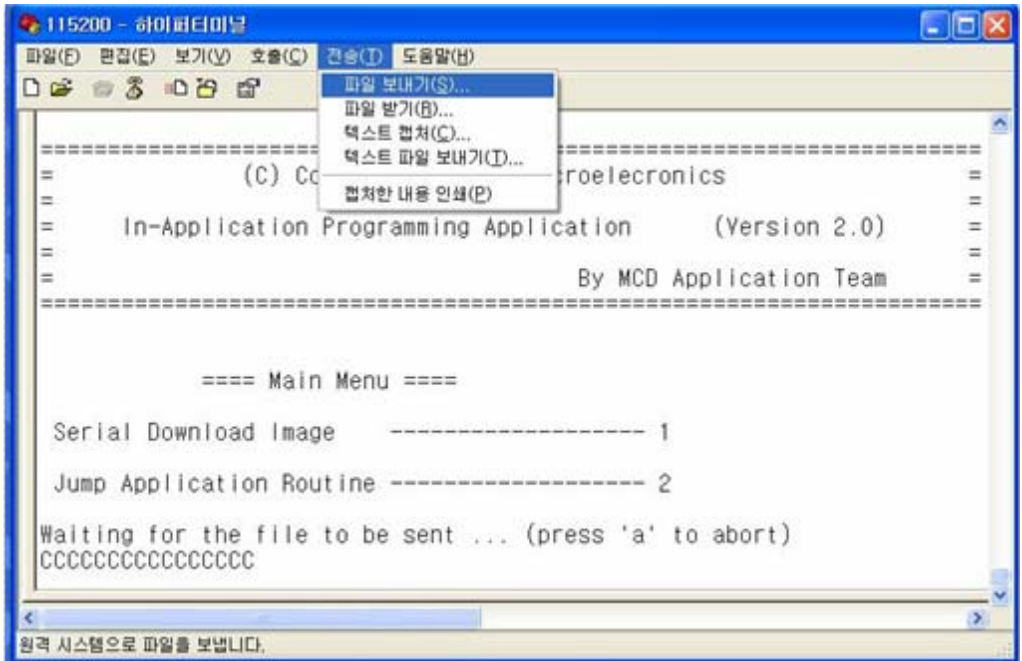 115200 - 하이퍼터미널
파일(F) 편집(E) 보기(V) 호출(C) 전송(T) 도움말(H)
파일 보내기(S)...
파일 받기(R)...
텍스트 캡처(C)...
텍스트 파일 보내기(T)...
캡처한 내용 인쇄(P)
======================================================================
= (C) Co roelecronics =
= =
= In-Application Programming Application (Version 2.0) =
= =
= By MCD Application Team =
======================================================================
==== Main Menu ====
Serial Download Image ------------------- 1
Jump Application Routine ------------------- 2
Waiting for the file to be sent ... (press 'a' to abort)
CCCCCCCCCCCCCCCC
원격 시스템으로 파일를 보냅니다.